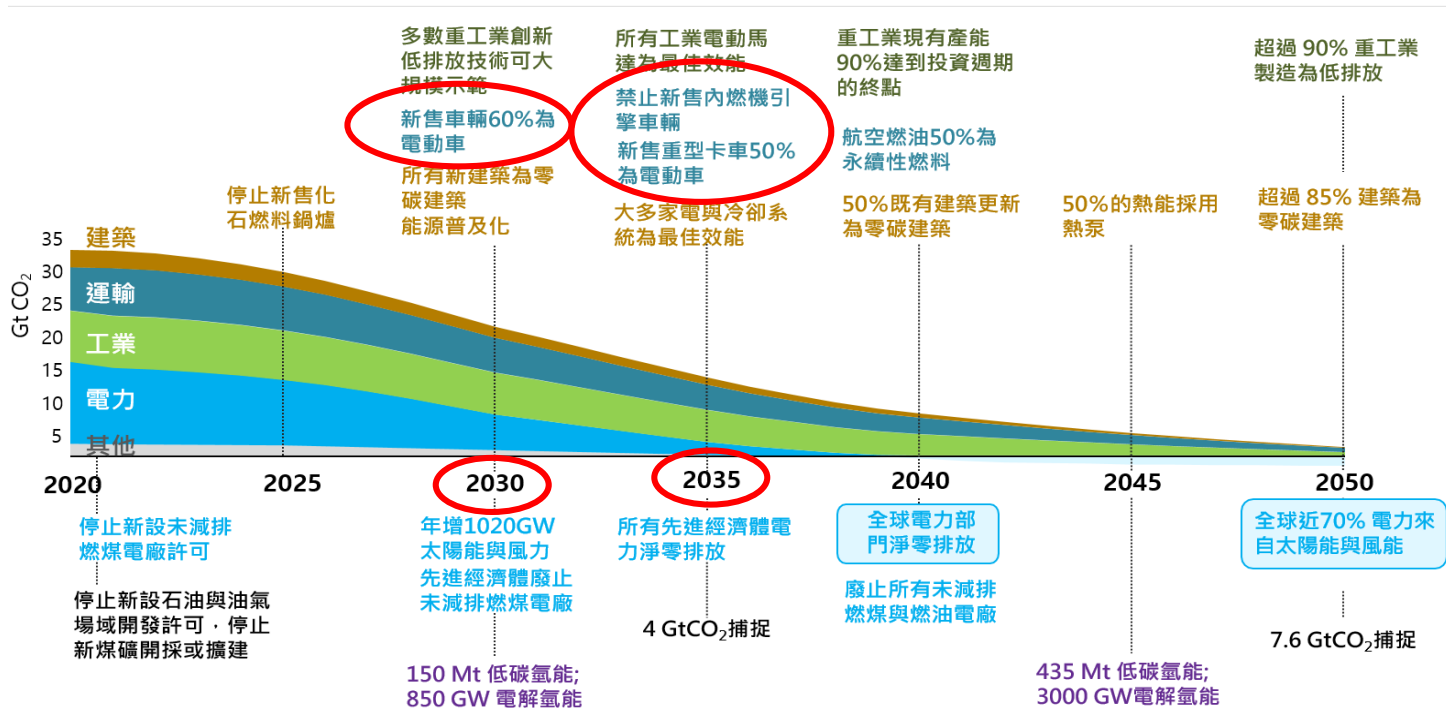 多數重工業創新
低排放技術可大
規模示範
新售車輛60%為
電動車
所有新建築為零
碳建築
能源普及化
所有工業電動馬
達為最佳效能
禁止新售內燃機引
擎車輛
新售重型卡車50%
為電動車
大多家電與冷卻系
統為最佳效能
重工業現有產能
90%達到投資週期
的終點
航空燃油50%為
永續性燃料
50%既有建築更新
為零碳建築
50%的熱能採用
熱泵
超過 90% 重工業
製造為低排放
超過 85% 建築為
零碳建築
停止新售化
石燃料鍋爐
Gt CO₂
35
30
25
20
15
10
5
建築
運輸
工業
電力
其他
2020
2025
2030
2035
2040
2045
2050
停止新設未減排
燃煤電廠許可
停止新設石油與油氣
場域開發許可，停止
新煤礦開採或擴建
年增1020GW
太陽能與風力
先進經濟體廢止
未減排燃煤電廠
150 Mt 低碳氫能;
850 GW 電解氫能
所有先進經濟體電
力淨零排放
4 GtCO₂捕捉
全球電力部
門淨零排放
廢止所有未減排
燃煤與燃油電廠
435 Mt 低碳氫能;
3000 GW電解氫能
全球近70% 電力來
自太陽能與風能
7.6 GtCO₂捕捉